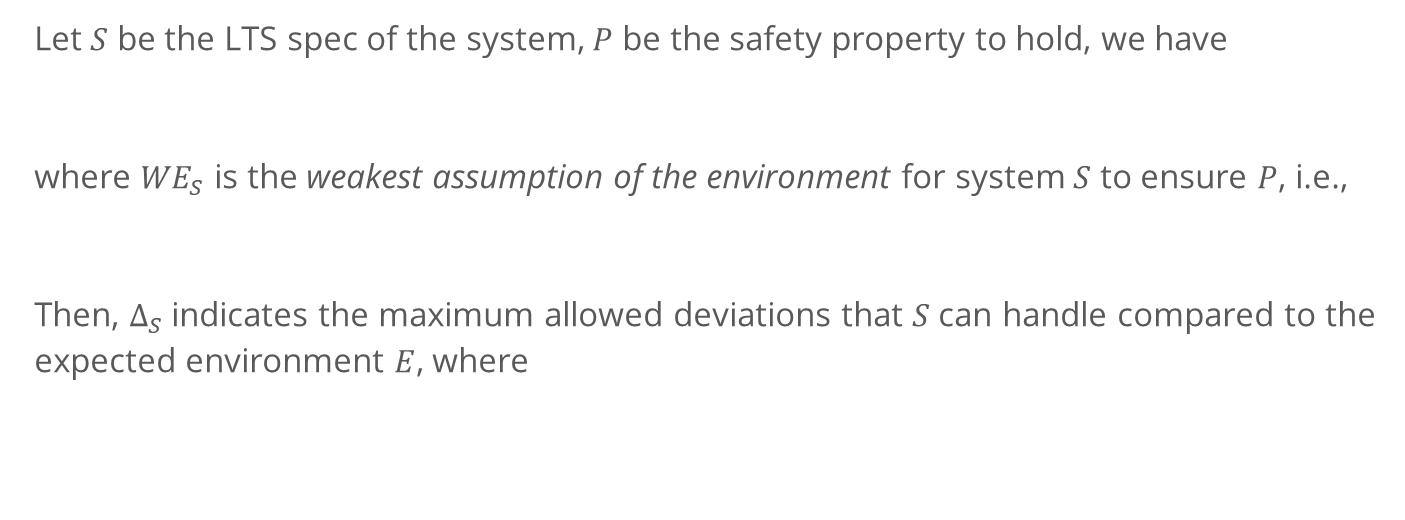 Let S be the LTS spec of the system, P be the safety property to hold, we have
where WE_S is the weakest assumption of the environment for system S to ensure P, i.e.,
Then, Δ_S indicates the maximum allowed deviations that S can handle compared to the
expected environment E, where